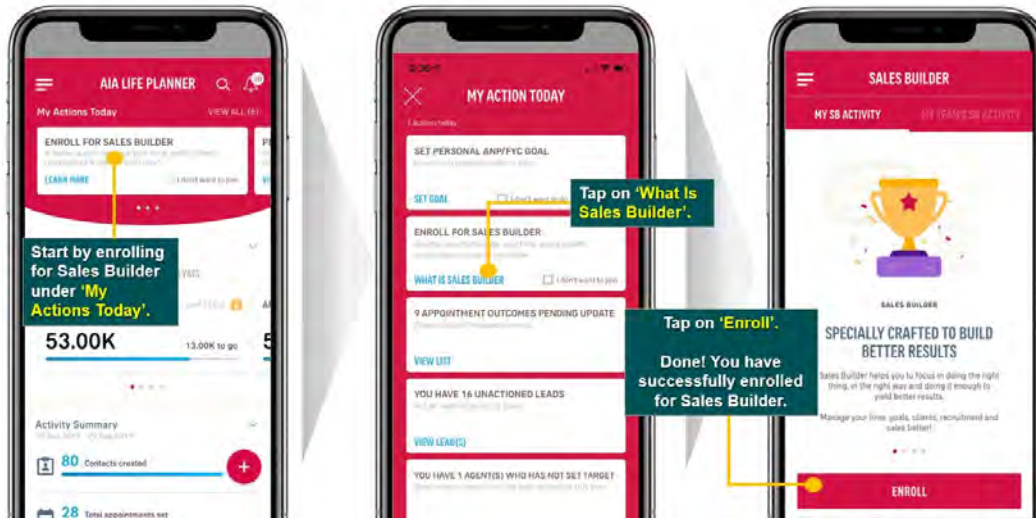 AIA LIFE PLANNER
My Actions Today
VIEW ALL (6)
ENROLL FOR SALES BUILDER
LEARN MORE
I don't want to join
Start by enrolling
for Sales Builder
under 'My
Actions Today'.
53.00K
13.00K to go
Activity Summary
80 Contacts created
28 Total appointments set
MY ACTION TODAY
SET PERSONAL ANP/FYC GOAL
SET GOAL
Tap on 'What Is
Sales Builder'.
ENROLL FOR SALES BUILDER
WHAT IS SALES BUILDER
I don't want to join
9 APPOINTMENT OUTCOMES PENDING UPDATE
VIEW LIST
YOU HAVE 16 UNACTIONED LEADS
VIEW LEAD(S)
YOU HAVE 1 AGENT(S) WHO HAS NOT SET TARGET
Tap on 'Enroll'.
Done! You have
successfully enrolled
for Sales Builder.
SALES BUILDER
MY SB ACTIVITY
MY TEAM'S SB ACTIVITY
SALES BUILDER
SPECIALLY CRAFTED TO BUILD
BETTER RESULTS
Sales Builder helps you to focus in doing the right
thing, in the right way and doing it enough to
yield better results.
Manage your time, goals, clients, recruitment and
sales better!
ENROLL